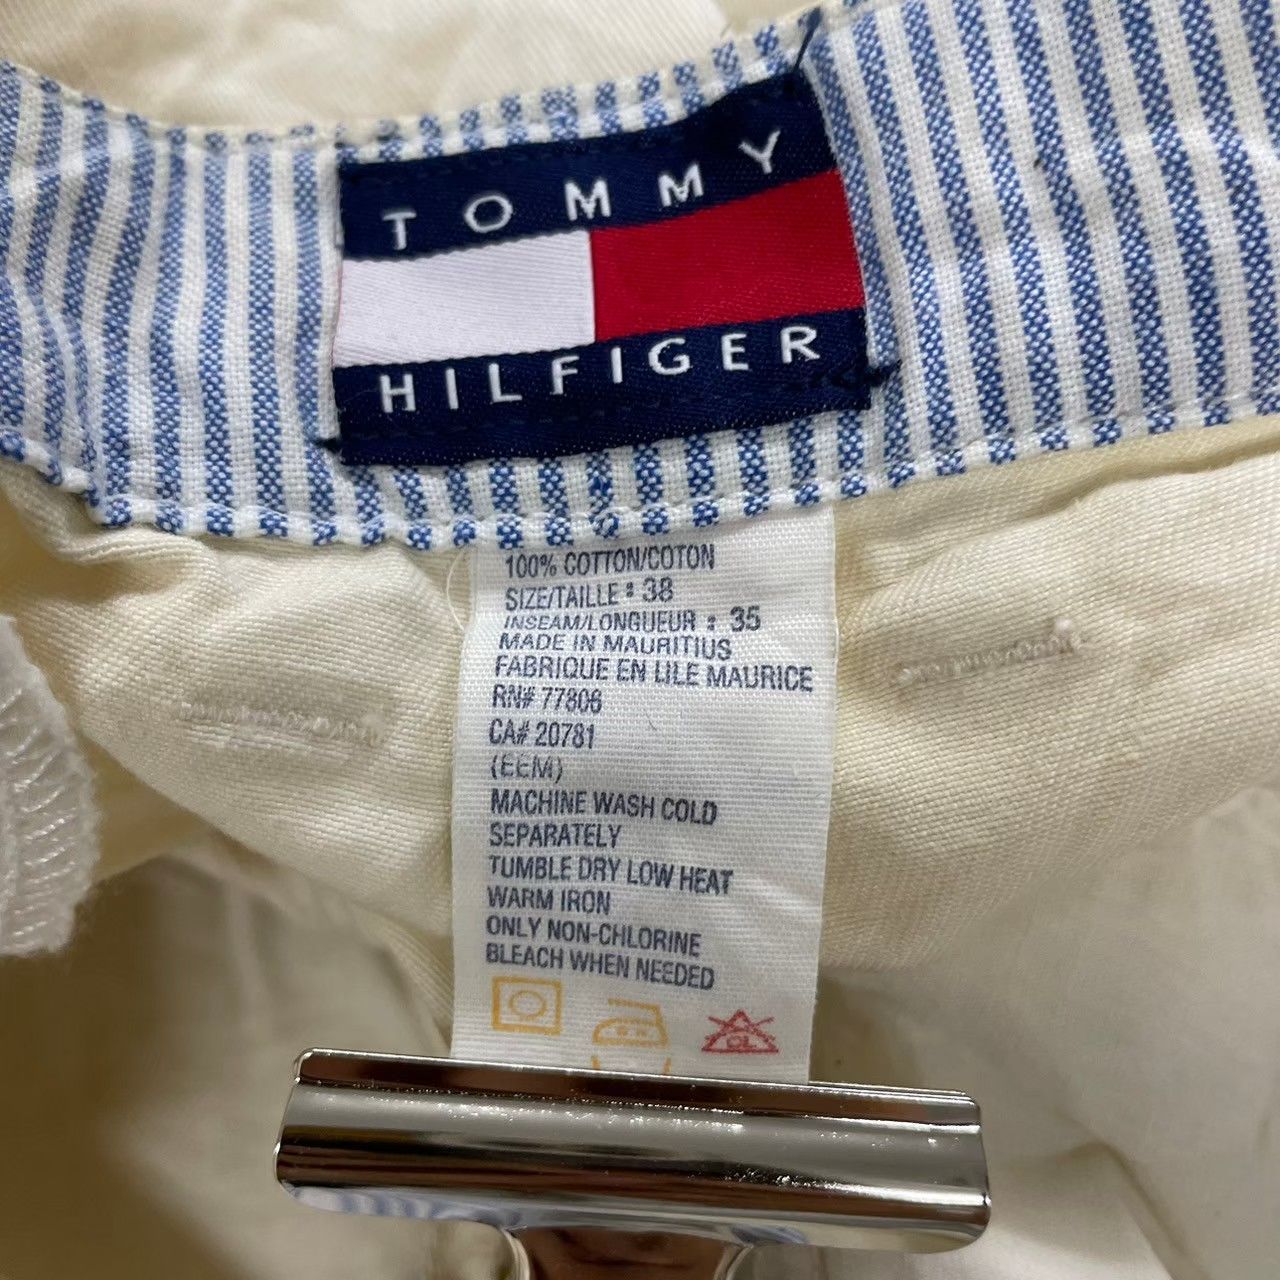 TOMMY
HILFIGER
100% COTTON/COTON
SIZE/TAILLE : 38
INSEAM/LONGUEUR : 35
MADE IN MAURITIUS
FABRIQUE EN LILE MAURICE
RN# 77806
CA# 20781
(EEM)
MACHINE WASH COLD
SEPARATELY
TUMBLE DRY LOW HEAT
WARM IRON
ONLY NON-CHLORINE
BLEACH WHEN NEEDED
CL